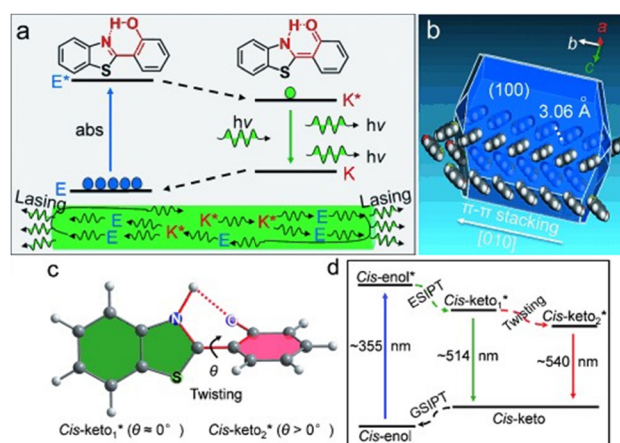 a
H-O
N
S
E*
H
N
O
S
K*
abs
hν
hν
hν
E
K
Lasing
Lasing
E
K*
K*
E
E
K*
E
K*
E
b
a
b
c
(100)
3.06 Å
π-π stacking
[010]
c
N
O
S
θ
Twisting
Cis-keto₁* (θ ≈ 0°)
Cis-keto₂* (θ > 0°)
d
Cis-enol*
ESIPT
Cis-keto₁*
Twisting
Cis-keto₂*
~355 nm
~514 nm
~540 nm
GSIPT
Cis-enol
Cis-keto